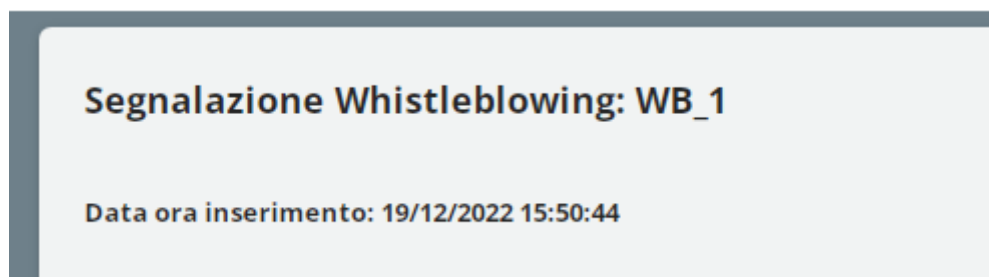 Segnalazione Whistleblowing: WB_1
Data ora inserimento: 19/12/2022 15:50:44